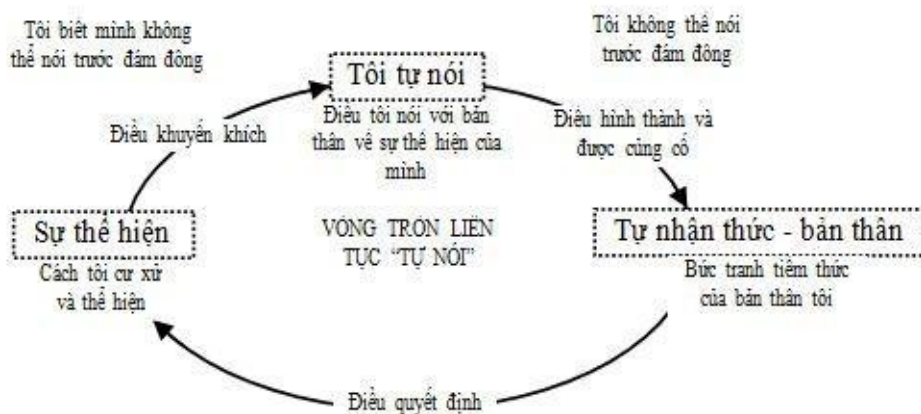 Tôi biết mình không
thể nói trước đám đông
Tôi không thể nói
trước đám đông
Tôi tự nói
Điều tôi nói với bản
thân về sự thể hiện của
mình
Điều khuyến khích
Điều hình thành và
được củng cố
Sự thể hiện
Cách tôi cư xử
và thể hiện
VÒNG TRÒN LIÊN
TỤC “TỰ NÓI”
Tự nhận thức - bản thân
Bức tranh tiềm thức
của bản thân tôi
Điều quyết định